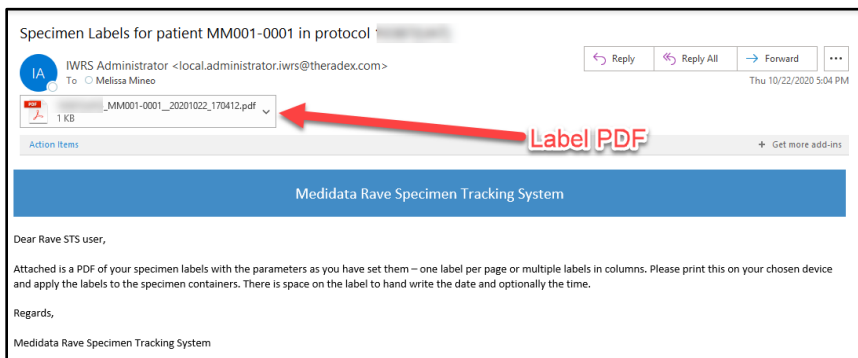 Specimen Labels for patient MM001-0001 in protocol
IA
IWRS Administrator <local.administrator.iwrs@theradex.com>
To Melissa Mineo
Reply
Reply All
Forward
...
Thu 10/22/2020 5:04 PM
PDF
_MM001-0001__20201022_170412.pdf
1 KB
Label PDF
Action Items
+ Get more add-ins
Medidata Rave Specimen Tracking System
Dear Rave STS user,
Attached is a PDF of your specimen labels with the parameters as you have set them – one label per page or multiple labels in columns. Please print this on your chosen device
and apply the labels to the specimen containers. There is space on the label to hand write the date and optionally the time.
Regards,
Medidata Rave Specimen Tracking System